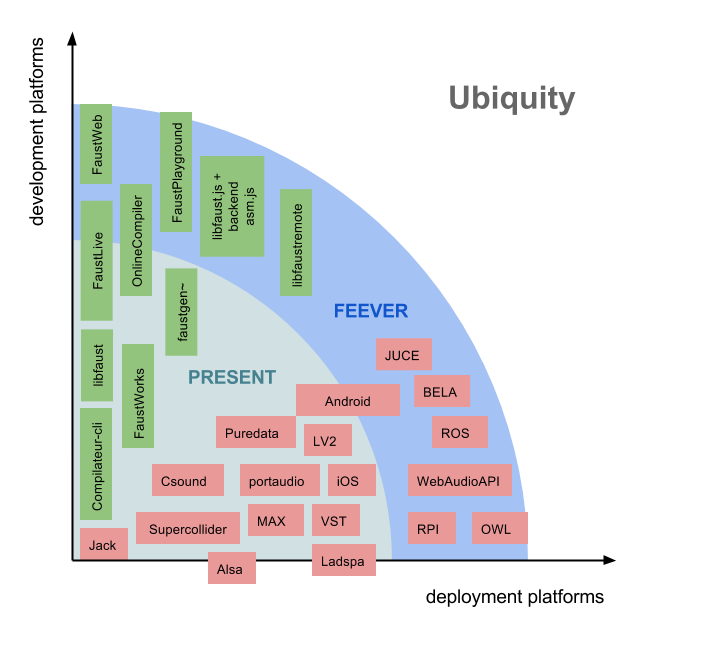 Ubiquity
development platforms
FaustWeb
FaustPlayground
libfaust.js +
backend
asm.js
OnlineCompiler
libfaustremote
FaustLive
faustgen~
FEEVER
libfaust
FaustWorks
PRESENT
JUCE
BELA
Android
Puredata
LV2
ROS
Compilateur-cli
Csound
portaudio
iOS
WebAudioAPI
Supercollider
MAX
VST
RPI
OWL
Jack
Alsa
Ladspa
deployment platforms